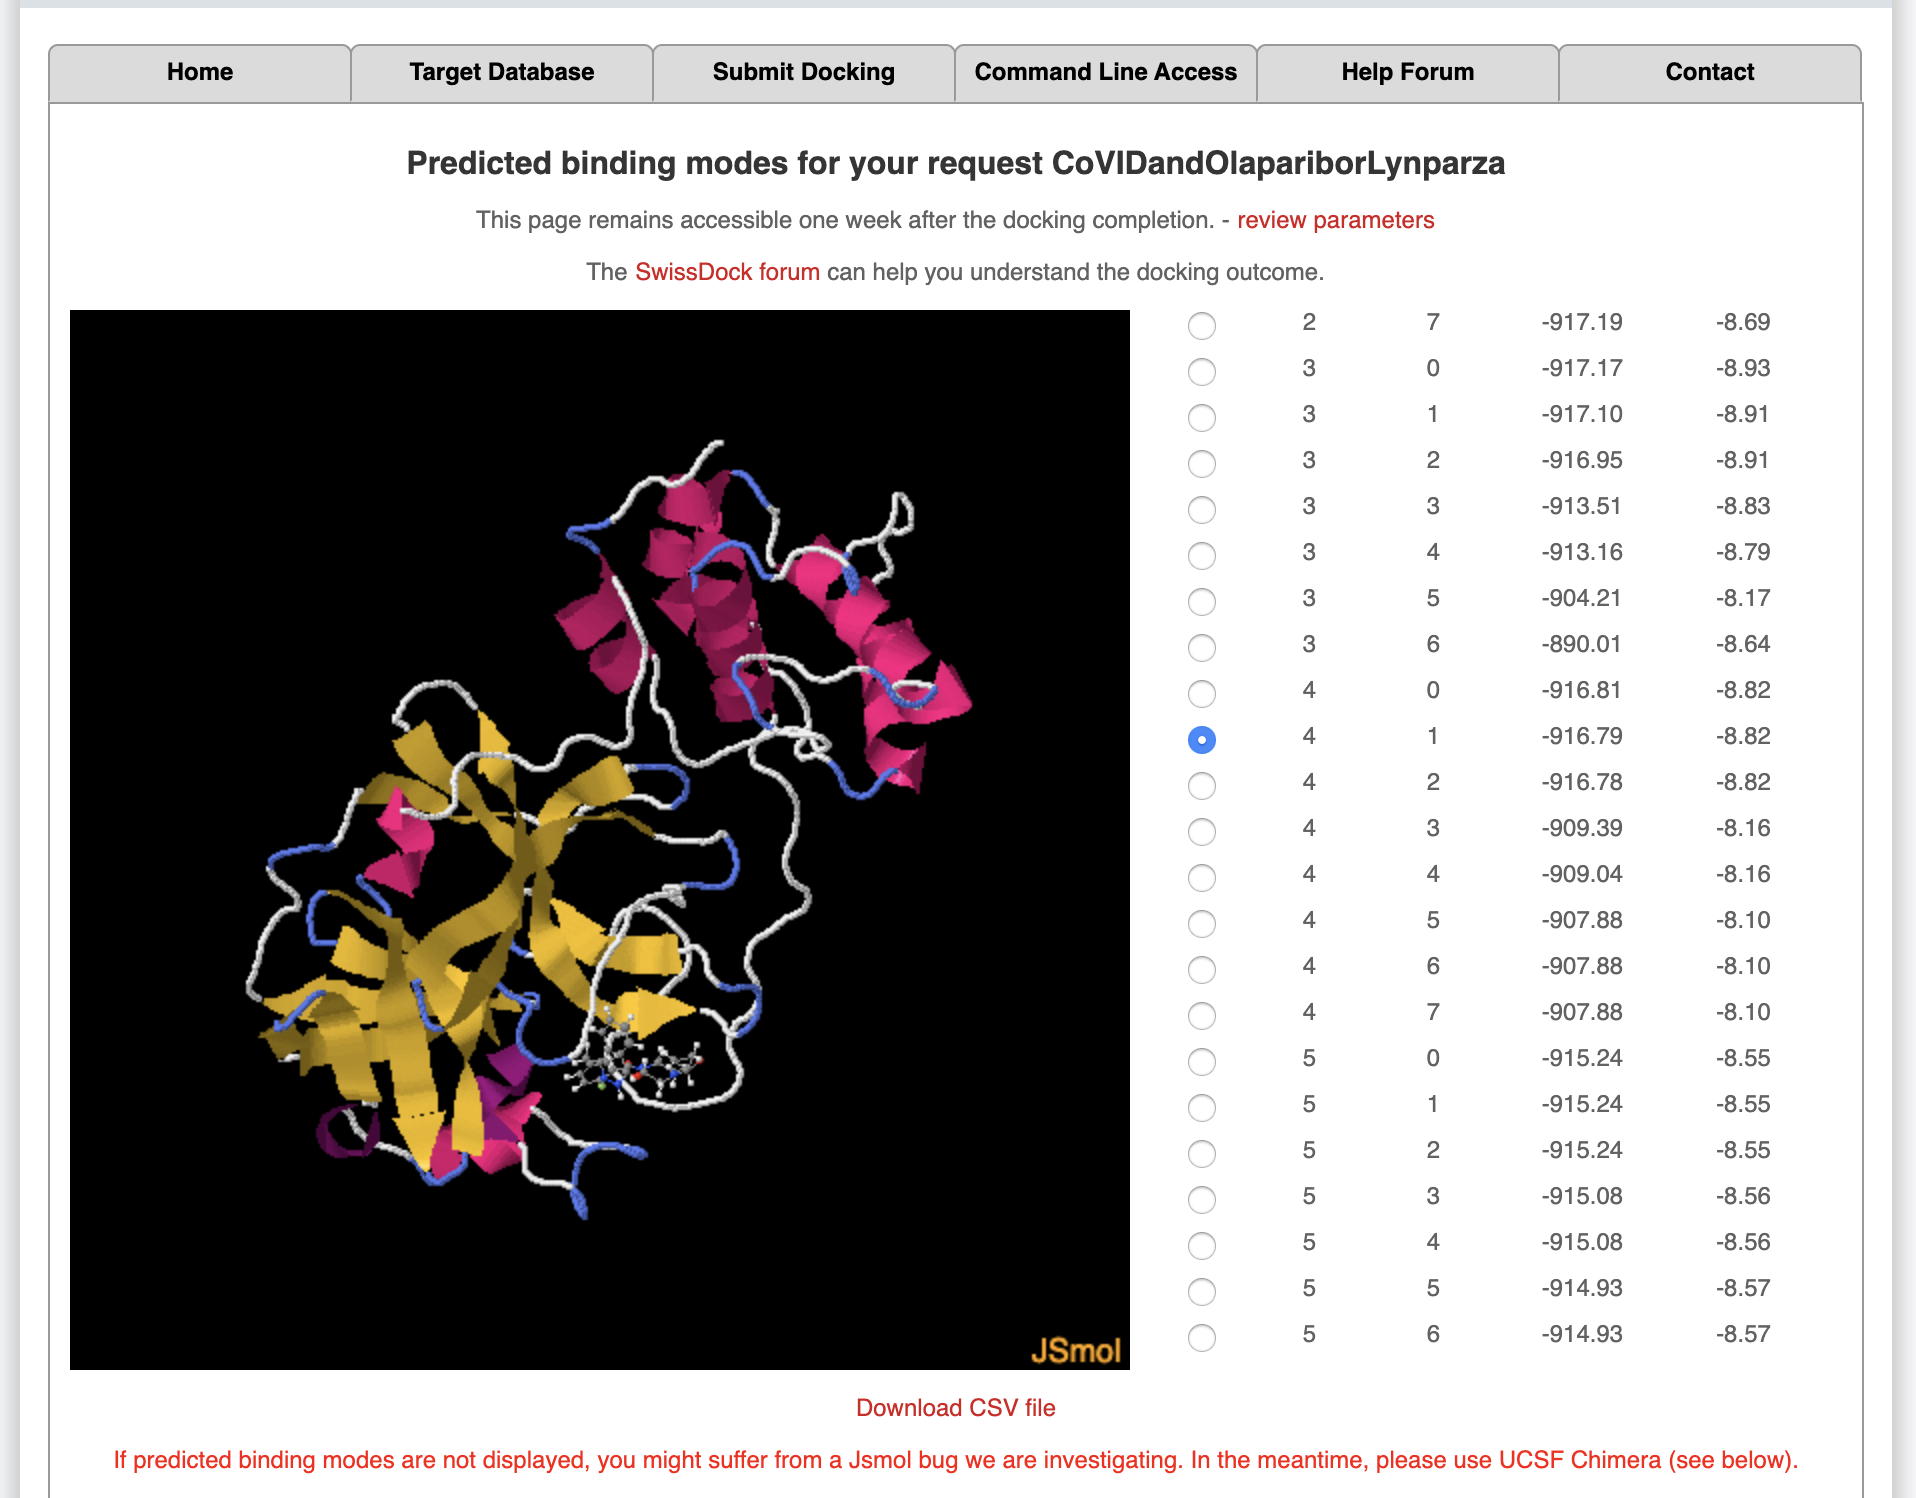 Home Target Database Submit Docking Command Line Access Help Forum Contact
Predicted binding modes for your request CoVIDandOlapariborLynparza
This page remains accessible one week after the docking completion. - review parameters
The SwissDock forum can help you understand the docking outcome.
2 7 -917.19 -8.69
3 0 -917.17 -8.93
3 1 -917.10 -8.91
3 2 -916.95 -8.91
3 3 -913.51 -8.83
3 4 -913.16 -8.79
3 5 -904.21 -8.17
3 6 -890.01 -8.64
4 0 -916.81 -8.82
4 1 -916.79 -8.82
4 2 -916.78 -8.82
4 3 -909.39 -8.16
4 4 -909.04 -8.16
4 5 -907.88 -8.10
4 6 -907.88 -8.10
4 7 -907.88 -8.10
5 0 -915.24 -8.55
5 1 -915.24 -8.55
5 2 -915.24 -8.55
5 3 -915.08 -8.56
5 4 -915.08 -8.56
5 5 -914.93 -8.57
5 6 -914.93 -8.57
JSmol
Download CSV file
If predicted binding modes are not displayed, you might suffer from a Jsmol bug we are investigating. In the meantime, please use UCSF Chimera (see below).